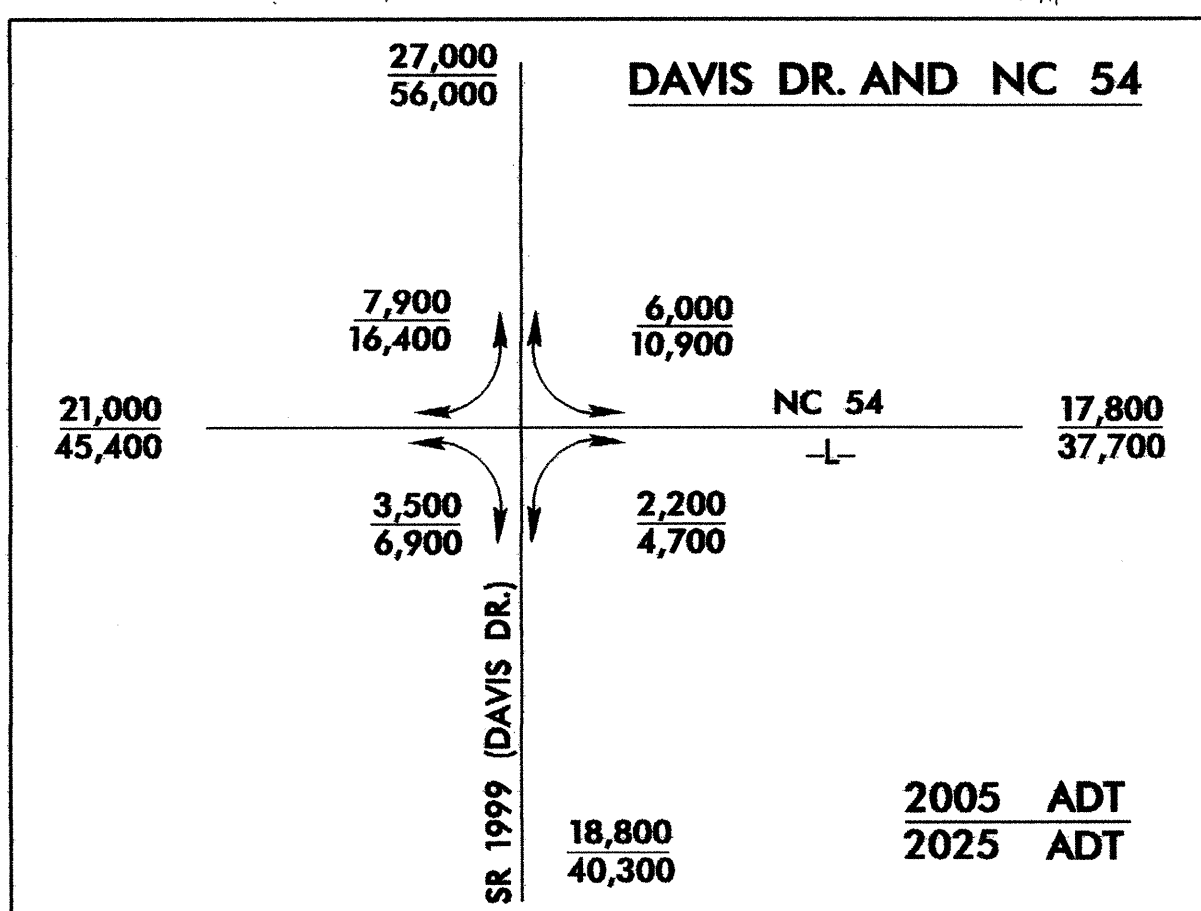 27,000
56,000
DAVIS DR. AND NC 54
7,900
16,400
6,000
10,900
21,000
45,400
NC 54
-L-
17,800
37,700
3,500
6,900
2,200
4,700
SR 1999 (DAVIS DR.)
18,800
40,300
2005 ADT
2025 ADT